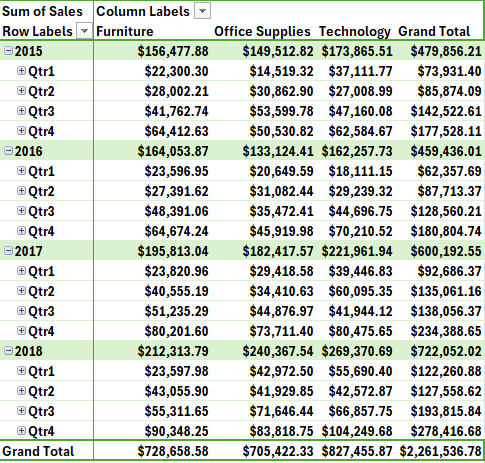 Sum of Sales Column Labels
Row Labels Furniture Office Supplies Technology Grand Total
2015 $156,477.88 $149,512.82 $173,865.51 $479,856.21
Qtr1 $22,300.30 $14,519.32 $37,111.77 $73,931.40
Qtr2 $28,002.21 $30,862.90 $27,008.99 $85,874.09
Qtr3 $41,762.74 $53,599.78 $47,160.08 $142,522.61
Qtr4 $64,412.63 $50,530.82 $62,584.67 $177,528.11
2016 $164,053.87 $133,124.41 $162,257.73 $459,436.01
Qtr1 $23,596.95 $20,649.59 $18,111.15 $62,357.69
Qtr2 $27,391.62 $31,082.44 $29,239.32 $87,713.37
Qtr3 $48,391.06 $35,472.41 $44,696.75 $128,560.21
Qtr4 $64,674.24 $45,919.98 $70,210.52 $180,804.74
2017 $195,813.04 $182,417.57 $221,961.94 $600,192.55
Qtr1 $23,820.96 $29,418.58 $39,446.83 $92,686.37
Qtr2 $40,555.19 $34,410.63 $60,095.35 $135,061.16
Qtr3 $51,235.29 $44,876.97 $41,944.12 $138,056.37
Qtr4 $80,201.60 $73,711.40 $80,475.65 $234,388.65
2018 $212,313.79 $240,367.54 $269,370.69 $722,052.02
Qtr1 $23,597.98 $42,972.50 $55,690.40 $122,260.88
Qtr2 $43,055.90 $41,929.85 $42,572.87 $127,558.62
Qtr3 $55,311.65 $71,646.44 $66,857.75 $193,815.84
Qtr4 $90,348.25 $83,818.75 $104,249.68 $278,416.68
Grand Total $728,658.58 $705,422.33 $827,455.87 $2,261,536.78